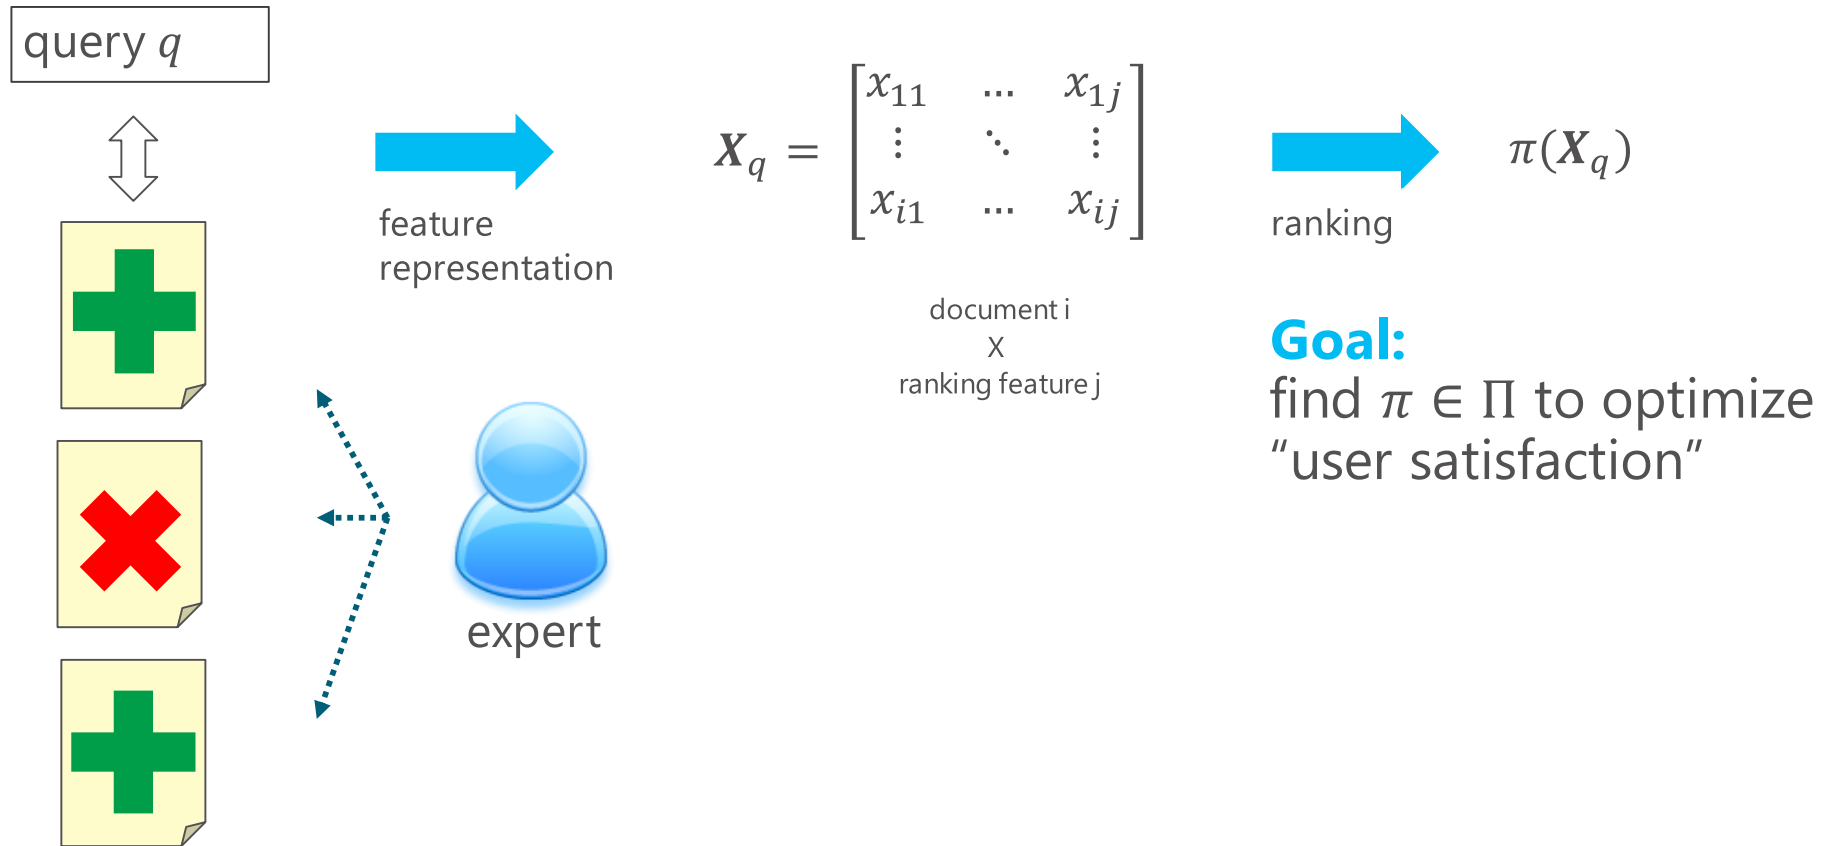 query q
feature
representation
X_q = [x_11 ... x_1j
⋮ ⋱ ⋮
x_i1 ... x_ij]
document i
X
ranking feature j
ranking
π(X_q)
Goal:
find π ∈ Π to optimize
“user satisfaction”
expert